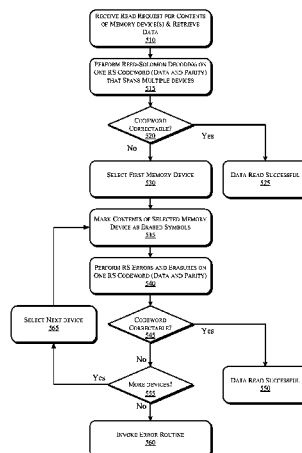 RECEIVE READ REQUEST FOR CONTENTS
OF MEMORY DEVICE(S) & RETRIEVE
DATA
510
PERFORM REED-SOLOMON DECODING ON
ONE RS CODEWORD (DATA AND PARITY)
THAT SPANS MULTIPLE DEVICES
515
CODEWORD
CORRECTABLE?
520
Yes
No
SELECT FIRST MEMORY DEVICE
530
DATA READ SUCCESSFUL
525
MARK CONTENTS OF SELECTED MEMORY
DEVICE AS ERASED SYMBOLS
535
PERFORM RS ERRORS AND ERASURES ON
ONE RS CODEWORD (DATA AND PARITY)
540
SELECT NEXT DEVICE
565
CODEWORD
CORRECTABLE?
545
Yes
No
Yes
MORE DEVICES?
555
DATA READ SUCCESSFUL
550
No
INVOKE ERROR ROUTINE
560